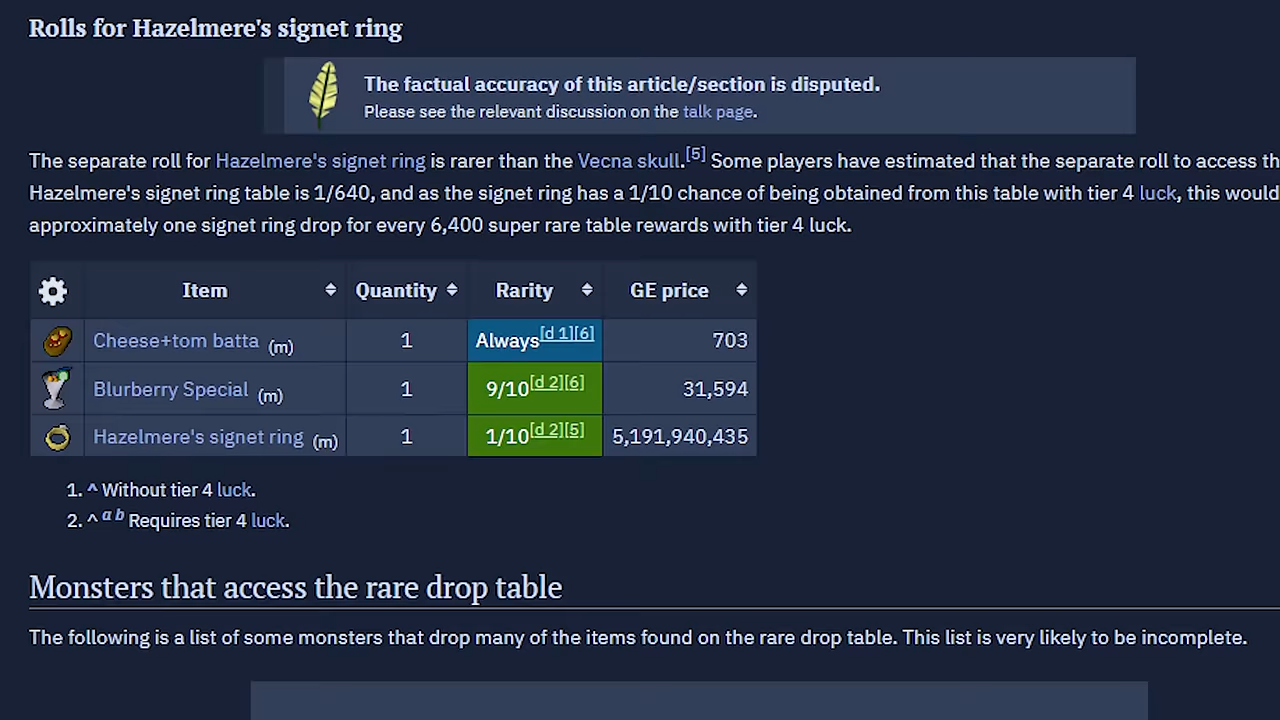 Rolls for Hazelmere's signet ring
The factual accuracy of this article/section is disputed.
Please see the relevant discussion on the talk page.
The separate roll for Hazelmere's signet ring is rarer than the Vecna skull.[5] Some players have estimated that the separate roll to access th
Hazelmere's signet ring table is 1/640, and as the signet ring has a 1/10 chance of being obtained from this table with tier 4 luck, this would
approximately one signet ring drop for every 6,400 super rare table rewards with tier 4 luck.
Item Quantity Rarity GE price
Cheese+tom batta (m) 1 Always[d 1][6] 703
Blurberry Special (m) 1 9/10[d 2][6] 31,594
Hazelmere's signet ring (m) 1 1/10[d 2][5] 5,191,940,435
1. ^ Without tier 4 luck.
2. ^ a b Requires tier 4 luck.
Monsters that access the rare drop table
The following is a list of some monsters that drop many of the items found on the rare drop table. This list is very likely to be incomplete.